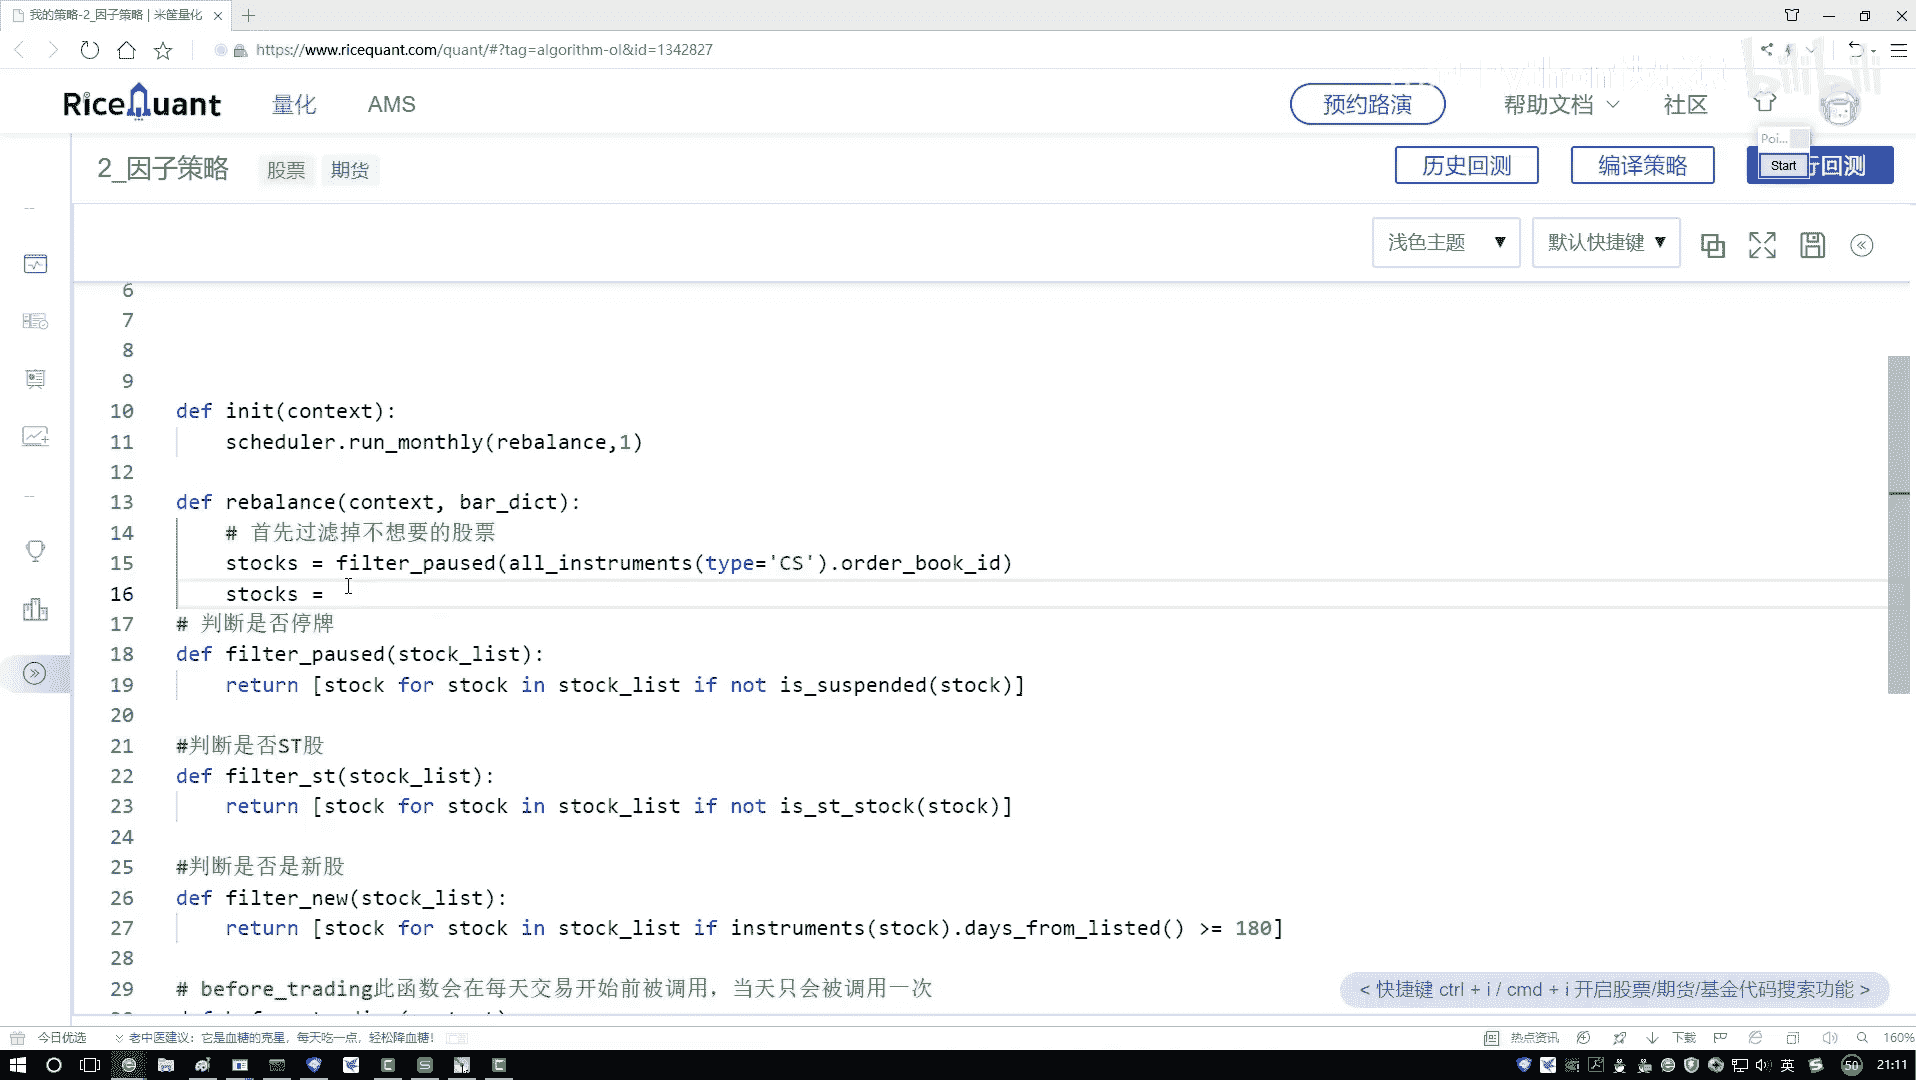 我的策略-2_因子策略 | 米筐量化
https://www.ricequant.com/quant/#?tag=algorithm-ol&id=1342827
bilibili
RiceQuant 量化 AMS 预约路演 帮助文档 社区
Poi...
2_因子策略 股票 期货 历史回测 编译策略 Start 行回测
浅色主题 默认快捷键
6
7
8
9
10 def init(context):
11 scheduler.run_monthly(rebalance,1)
12
13 def rebalance(context, bar_dict):
14 # 首先过滤掉不想要的股票
15 stocks = filter_paused(all_instruments(type='CS').order_book_id)
16 stocks =
17 # 判断是否停牌
18 def filter_paused(stock_list):
19 return [stock for stock in stock_list if not is_suspended(stock)]
20
21 #判断是否ST股
22 def filter_st(stock_list):
23 return [stock for stock in stock_list if not is_st_stock(stock)]
24
25 #判断是否是新股
26 def filter_new(stock_list):
27 return [stock for stock in stock_list if instruments(stock).days_from_listed() >= 180]
28
29 # before_trading此函数会在每天交易开始前被调用，当天只会被调用一次
< 快捷键 ctrl + i / cmd + i 开启股票/期货/基金代码搜索功能 >
今日优选 老中医建议：它是血糖的克星，每天吃一点，轻松降血糖！ 热点资讯 下载 160%
英 50 21:11